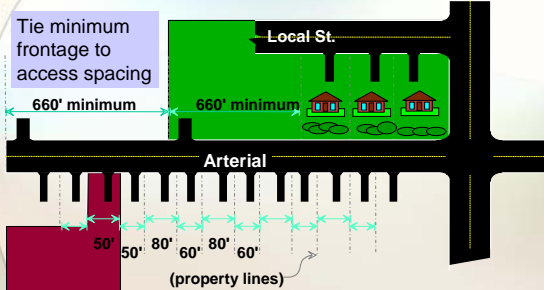 Tie minimum
frontage to
access spacing
Local St.
660' minimum
660' minimum
Arterial
50'
50'
80'
60'
80'
60'
(property lines)